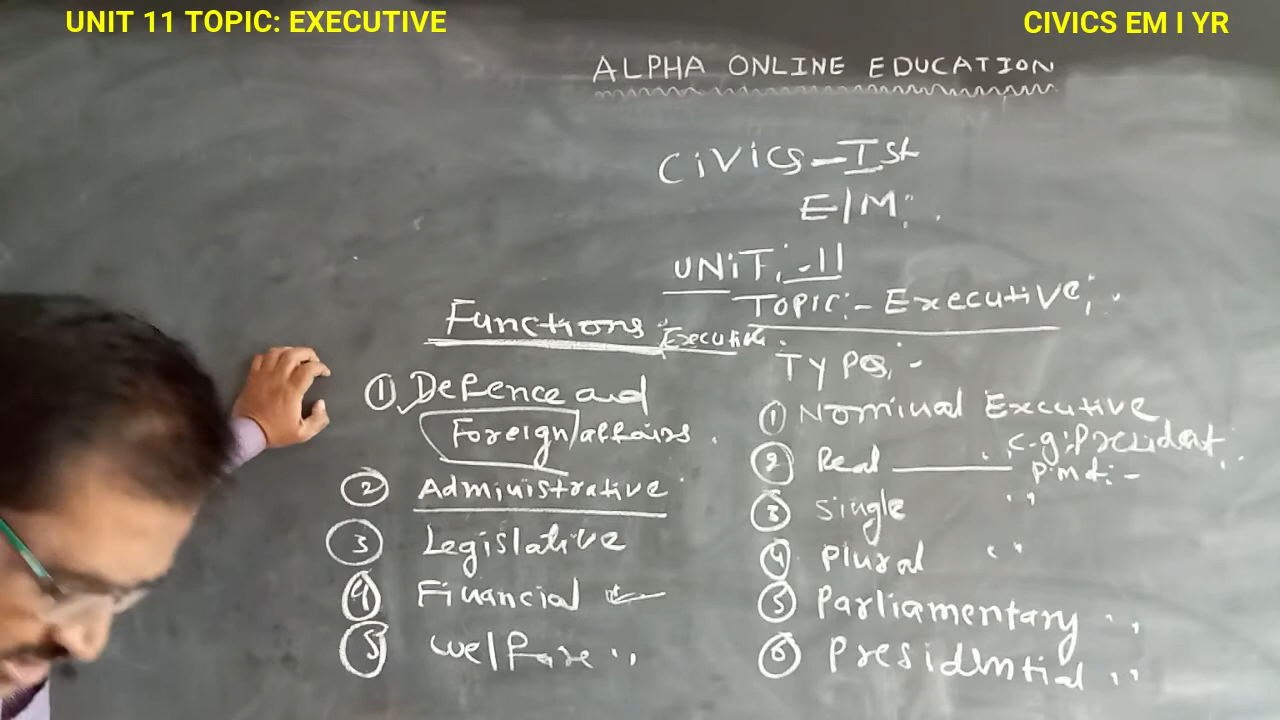 UNIT 11 TOPIC: EXECUTIVE
CIVICS EM I YR
ALPHA ONLINE EDUCATION
CiViCS-Ist
E/M.
UNiT,-11
TOPIC:- Executive,
Functions: Executive.
① Defence and
Foreign/affairs.
② Administrative
③ Legislative
④ Financial ←
⑤ welfare ''
Types:-
① Nominal Executive
e.g:President
② Real ——— P.M.
③ single ''
④ plural ''
⑤ Parliamentary ''
⑥ Presidential ''